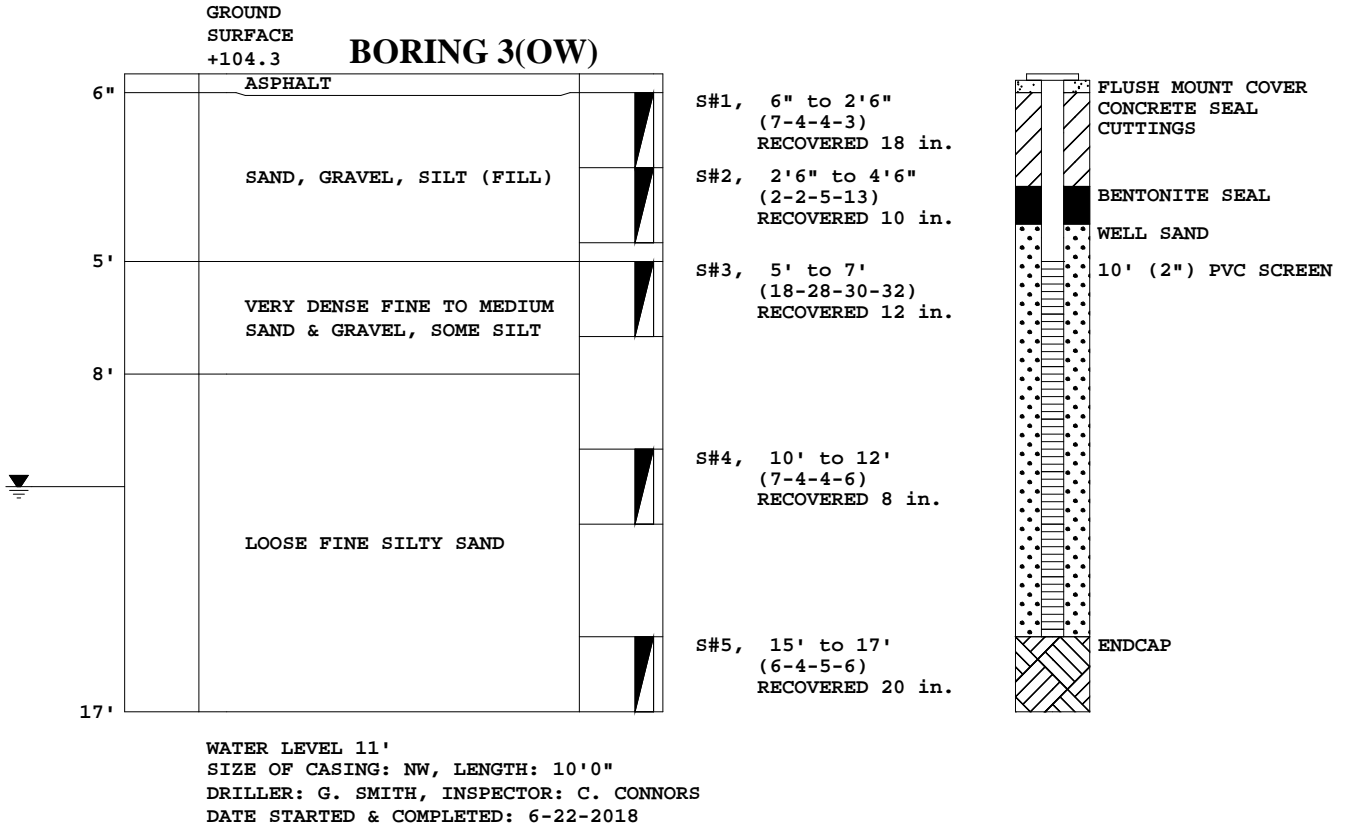 GROUND
SURFACE
+104.3
BORING 3(OW)
ASPHALT
6"
SAND, GRAVEL, SILT (FILL)
5'
VERY DENSE FINE TO MEDIUM
SAND & GRAVEL, SOME SILT
8'
LOOSE FINE SILTY SAND
17'
S#1, 6" to 2'6"
(7-4-4-3)
RECOVERED 18 in.
S#2, 2'6" to 4'6"
(2-2-5-13)
RECOVERED 10 in.
S#3, 5' to 7'
(18-28-30-32)
RECOVERED 12 in.
S#4, 10' to 12'
(7-4-4-6)
RECOVERED 8 in.
S#5, 15' to 17'
(6-4-5-6)
RECOVERED 20 in.
FLUSH MOUNT COVER
CONCRETE SEAL
CUTTINGS
BENTONITE SEAL
WELL SAND
10' (2") PVC SCREEN
ENDCAP
WATER LEVEL 11'
SIZE OF CASING: NW, LENGTH: 10'0"
DRILLER: G. SMITH, INSPECTOR: C. CONNORS
DATE STARTED & COMPLETED: 6-22-2018